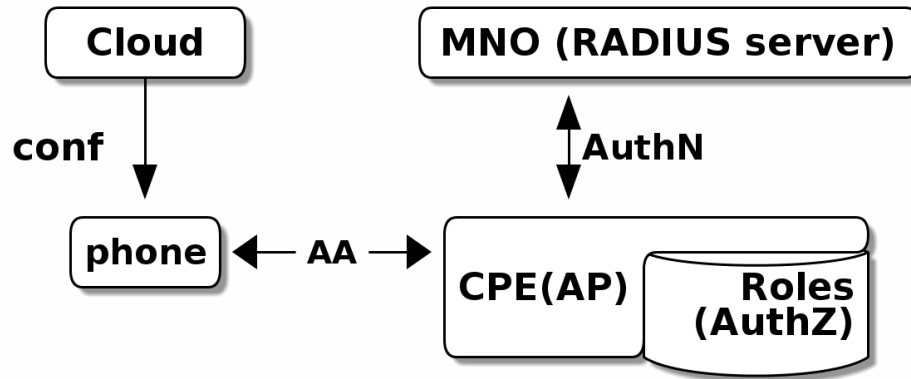 Cloud
MNO (RADIUS server)
conf
AuthN
phone
AA
CPE(AP)
Roles
(AuthZ)